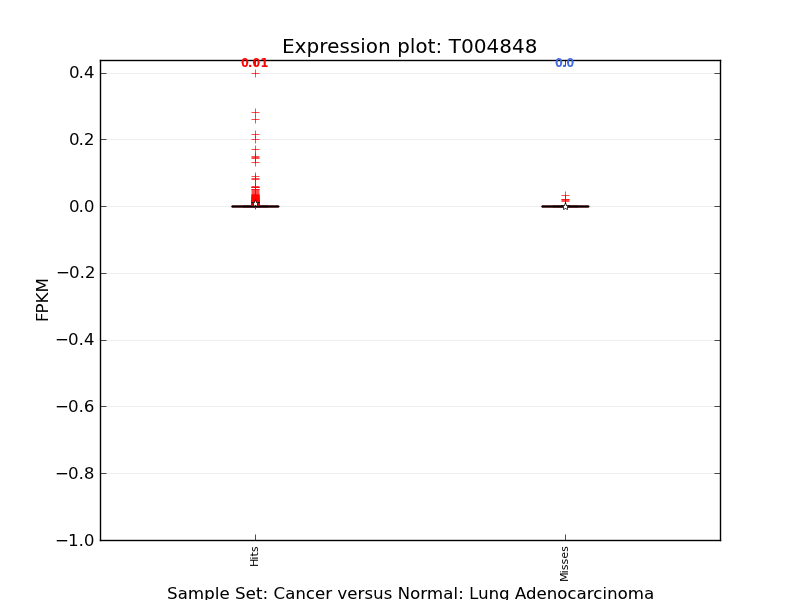 Expression plot: T004848
0.01
0.0
0.4
0.2
0.0
−0.2
−0.4
−0.6
−0.8
−1.0
FPKM
Hits
Misses
Sample Set: Cancer versus Normal: Lung Adenocarcinoma